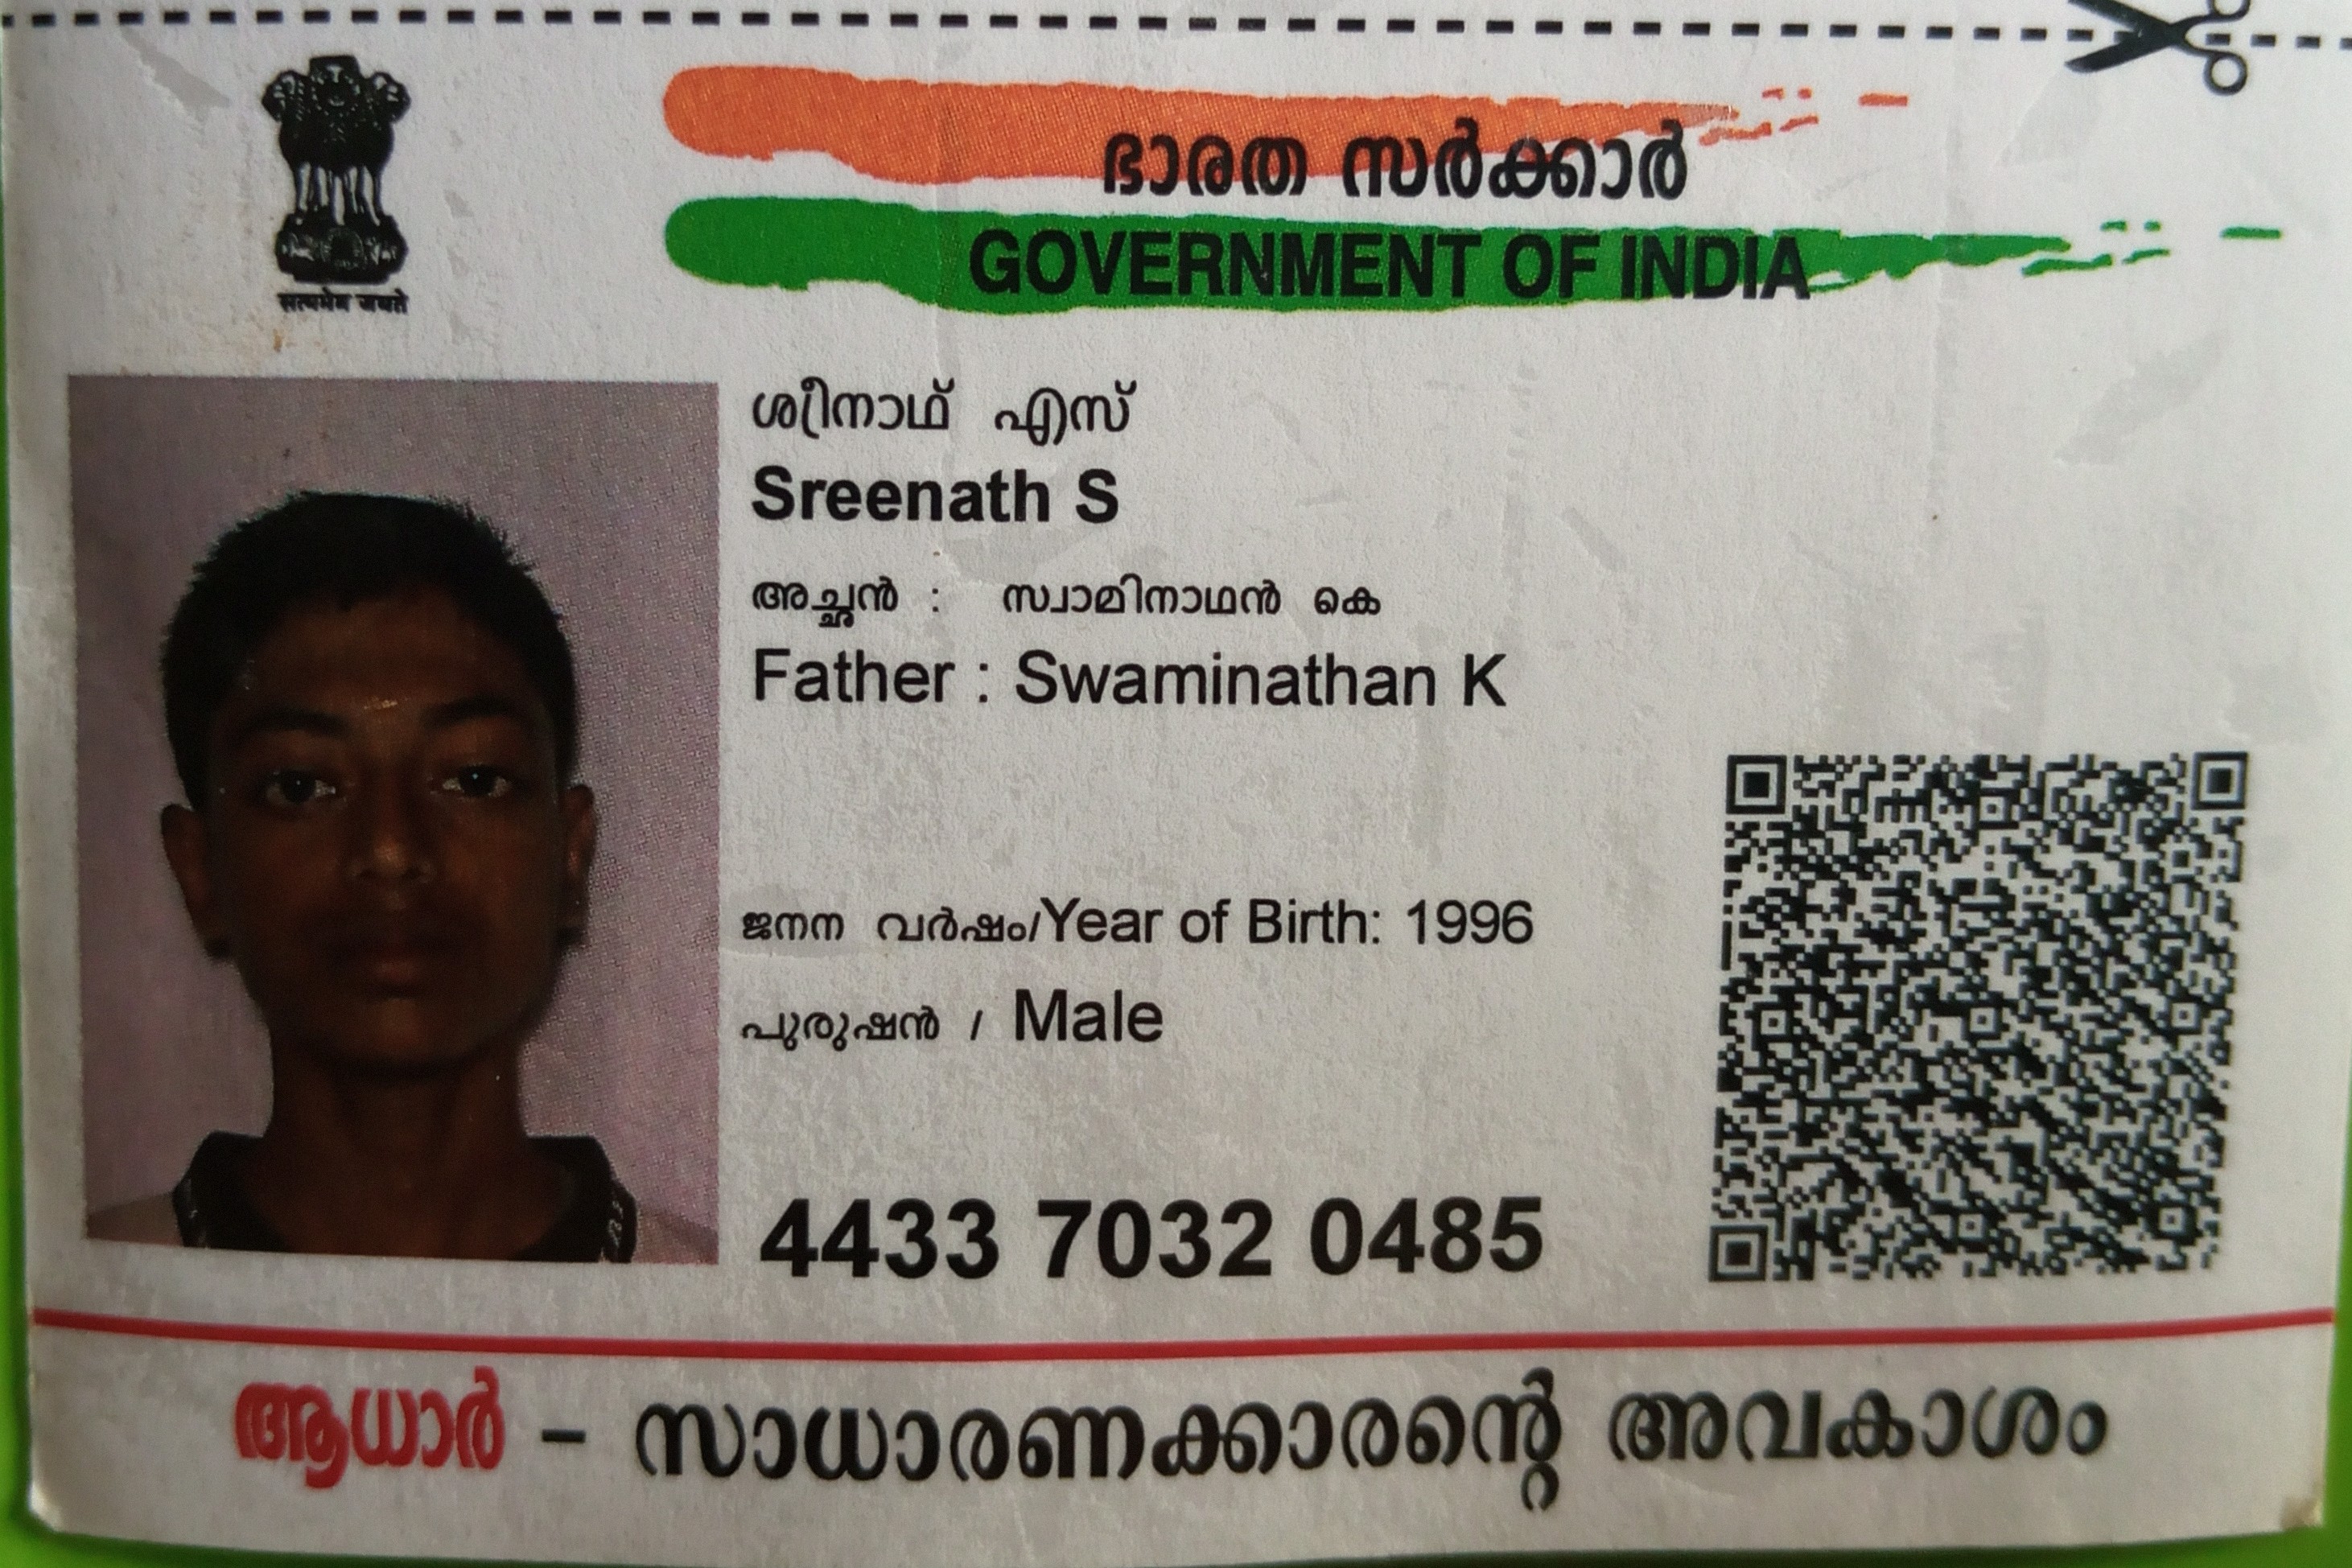 सत्यमेव जयते
ഭാരത സർക്കാർ
GOVERNMENT OF INDIA
ശ്രീനാഥ് എസ്
Sreenath S
അച്ഛൻ : സ്വാമിനാഥൻ കെ
Father : Swaminathan K
ജനന വർഷം/Year of Birth: 1996
പുരുഷൻ / Male
4433 7032 0485
ആധാർ – സാധാരണക്കാരന്റെ അവകാശം